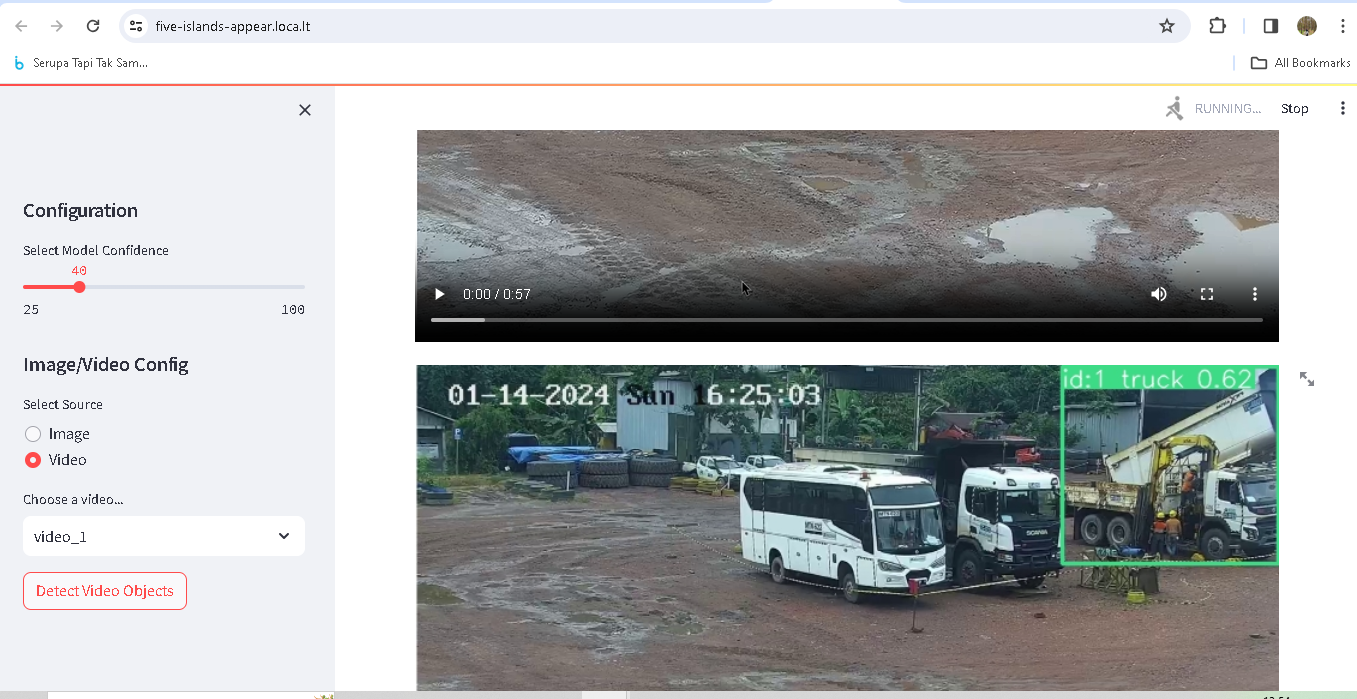 five-islands-appear.loca.lt
Serupa Tapi Tak Sam...
All Bookmarks
RUNNING...
Stop
Configuration
Select Model Confidence
40
25
100
Image/Video Config
Select Source
Image
Video
Choose a video...
video_1
Detect Video Objects
0:00 / 0:57
01-14-2024 Sun 16:25:03
id:1 truck 0.62
SCANIA